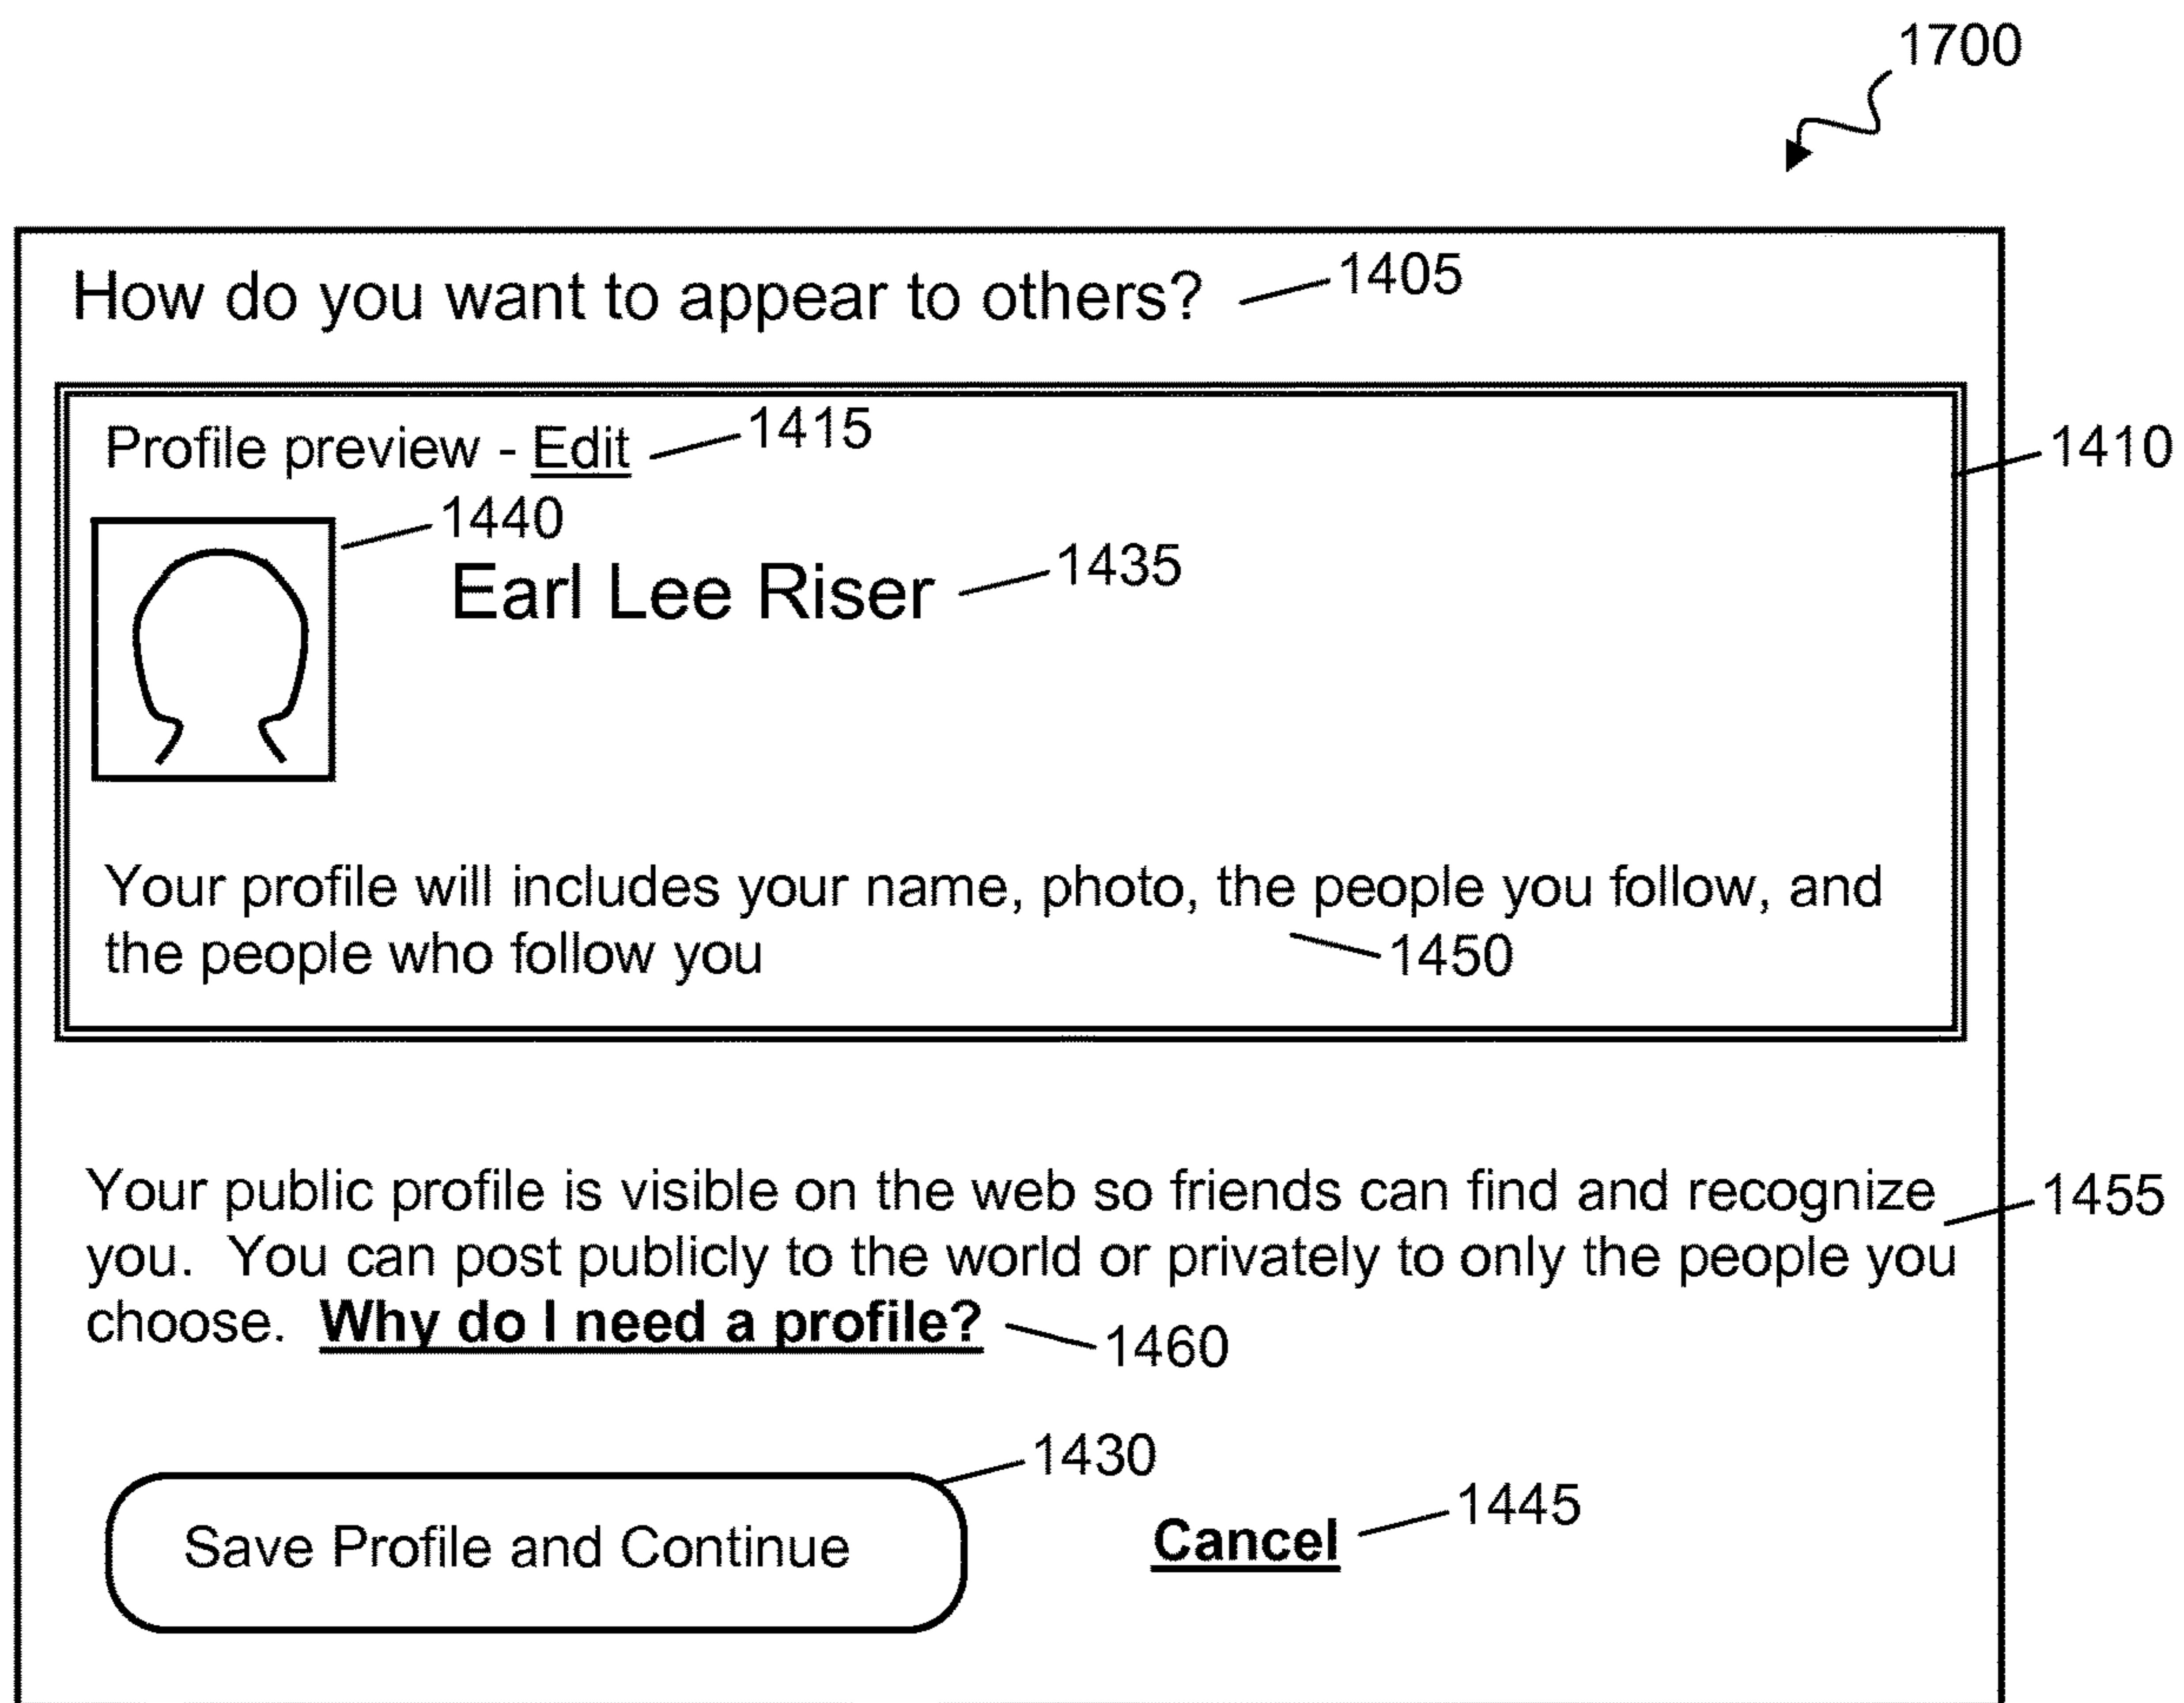 1700
How do you want to appear to others? 1405
Profile preview - Edit 1415
1410
1440
Earl Lee Riser 1435
Your profile will includes your name, photo, the people you follow, and
the people who follow you 1450
Your public profile is visible on the web so friends can find and recognize 1455
you. You can post publicly to the world or privately to only the people you
choose. Why do I need a profile? 1460
1430
Save Profile and Continue
Cancel 1445